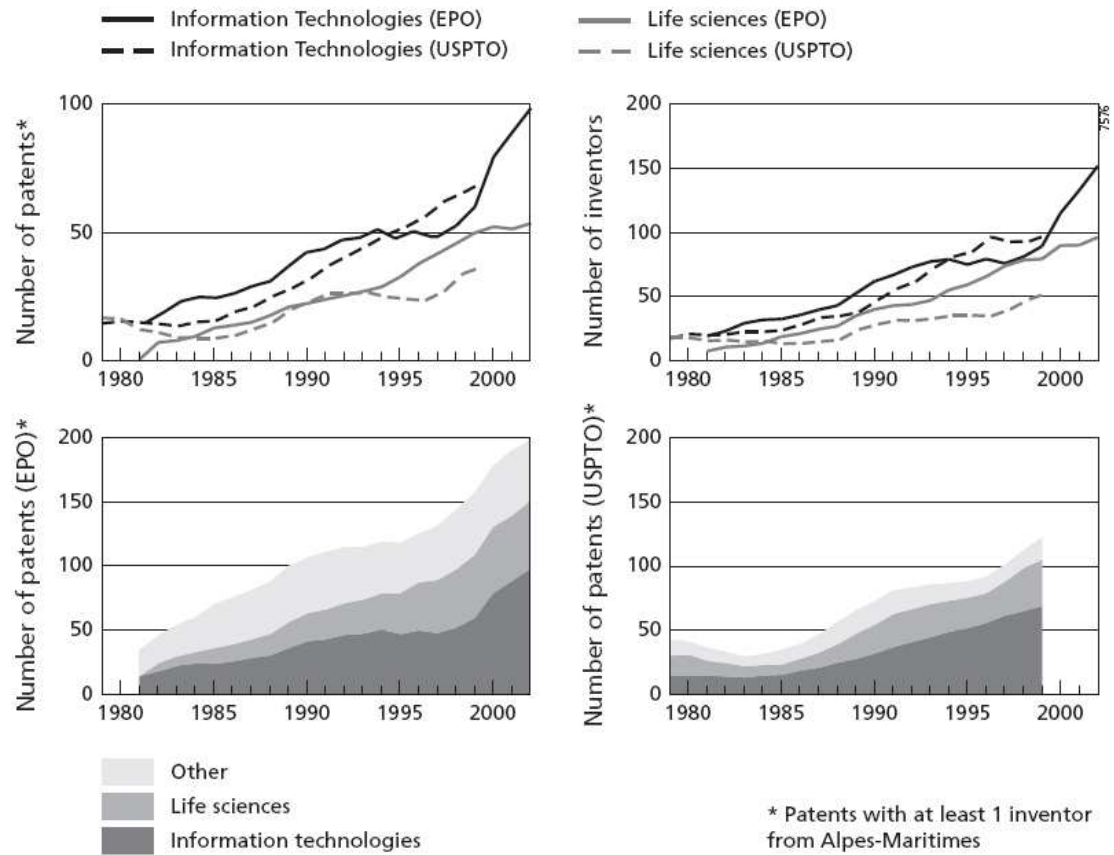 Information Technologies (EPO)
Information Technologies (USPTO)
Life sciences (EPO)
Life sciences (USPTO)
Number of patents*
100
50
0
1980 1985 1990 1995 2000
Number of inventors
200
150
100
50
0
1980 1985 1990 1995 2000
7576
Number of patents (EPO)*
200
150
100
50
0
1980 1985 1990 1995 2000
Number of patents (USPTO)*
200
150
100
50
0
1980 1985 1990 1995 2000
Other
Life sciences
Information technologies
* Patents with at least 1 inventor
from Alpes-Maritimes